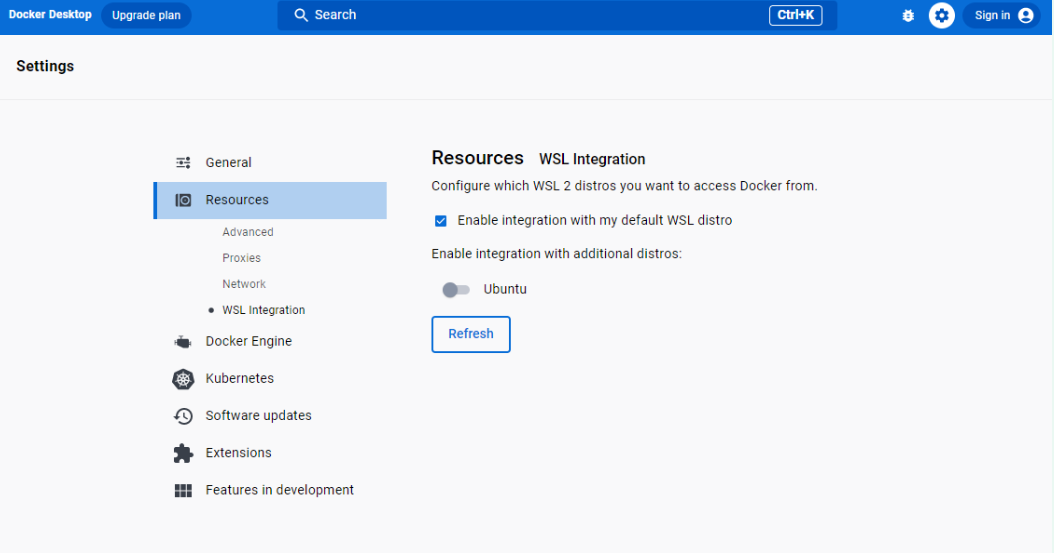 Docker Desktop Upgrade plan Search Ctrl+K Sign in
Settings
General
Resources
Advanced
Proxies
Network
WSL Integration
Docker Engine
Kubernetes
Software updates
Extensions
Features in development
Resources WSL Integration
Configure which WSL 2 distros you want to access Docker from.
Enable integration with my default WSL distro
Enable integration with additional distros:
Ubuntu
Refresh